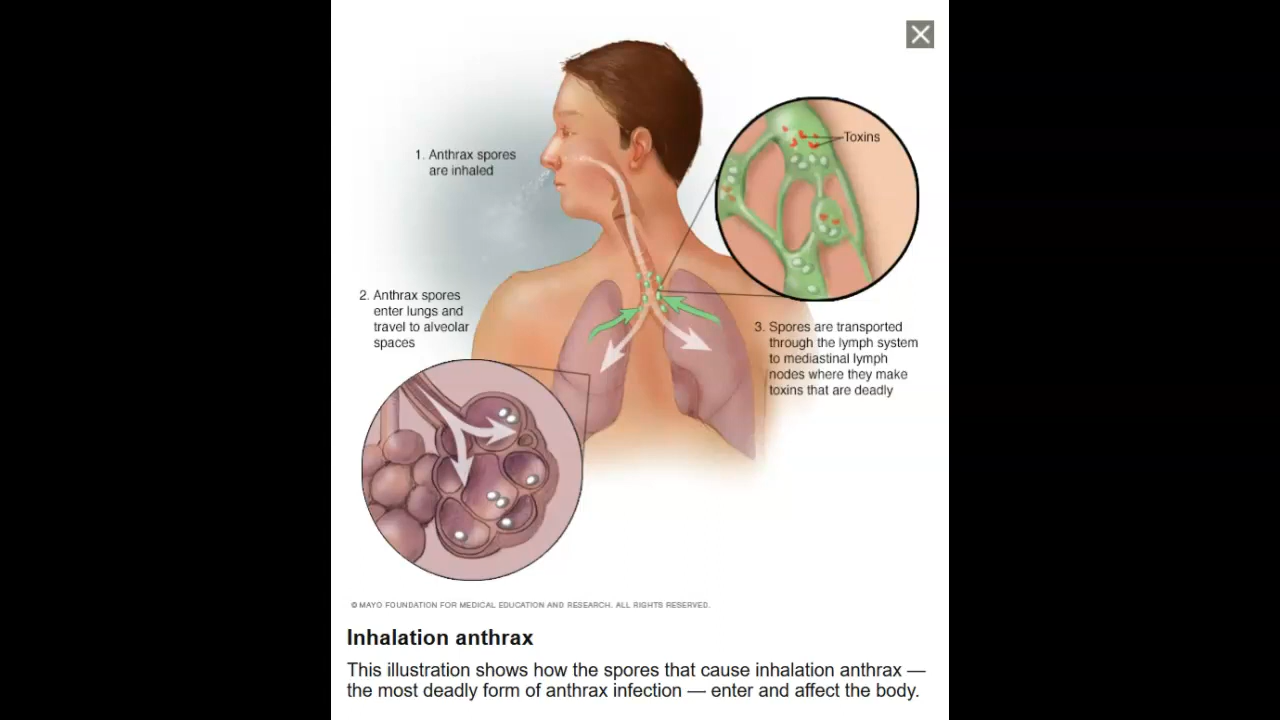 1. Anthrax spores
are inhaled
Toxins
2. Anthrax spores
enter lungs and
travel to alveolar
spaces
3. Spores are transported
through the lymph system
to mediastinal lymph
nodes where they make
toxins that are deadly
© MAYO FOUNDATION FOR MEDICAL EDUCATION AND RESEARCH. ALL RIGHTS RESERVED.
Inhalation anthrax
This illustration shows how the spores that cause inhalation anthrax —
the most deadly form of anthrax infection — enter and affect the body.